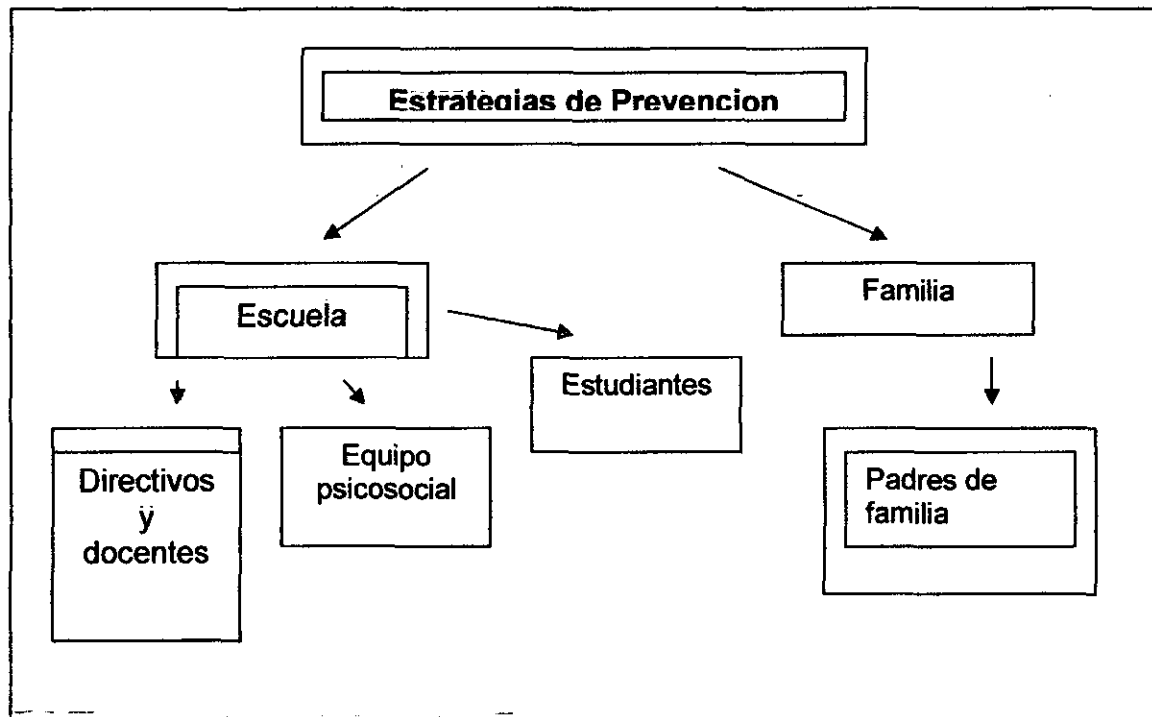 Estrategias de Prevencion
Escuela
Familia
Estudiantes
Directivos
y
docentes
Equipo
psicosocial
Padres de
familia